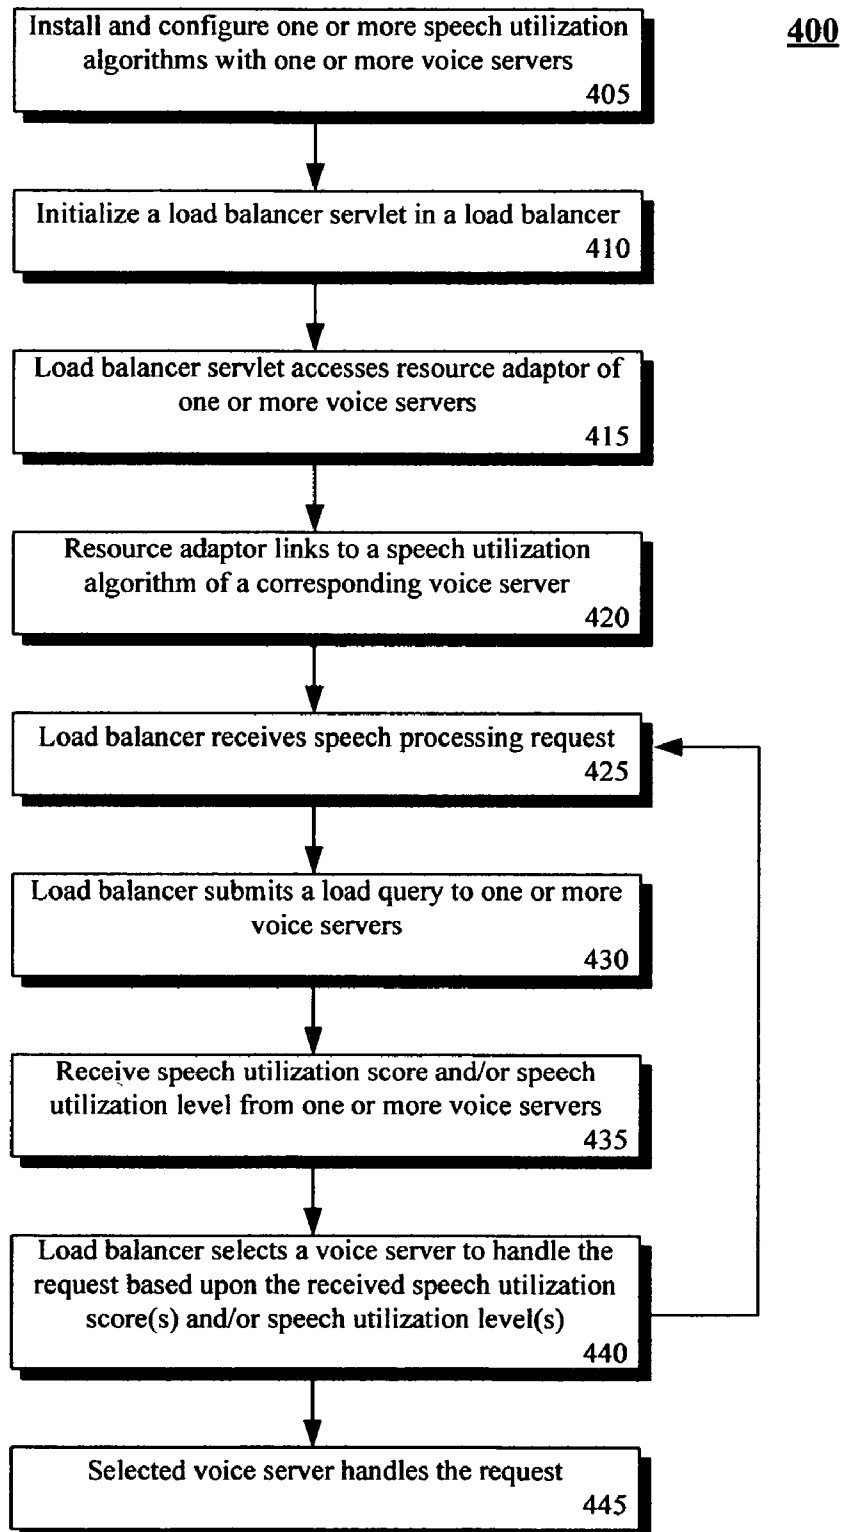 400
Install and configure one or more speech utilization
algorithms with one or more voice servers
405
Initialize a load balancer servlet in a load balancer
410
Load balancer servlet accesses resource adaptor of
one or more voice servers
415
Resource adaptor links to a speech utilization
algorithm of a corresponding voice server
420
Load balancer receives speech processing request
425
Load balancer submits a load query to one or more
voice servers
430
Receive speech utilization score and/or speech
utilization level from one or more voice servers
435
Load balancer selects a voice server to handle the
request based upon the received speech utilization
score(s) and/or speech utilization level(s)
440
Selected voice server handles the request
445